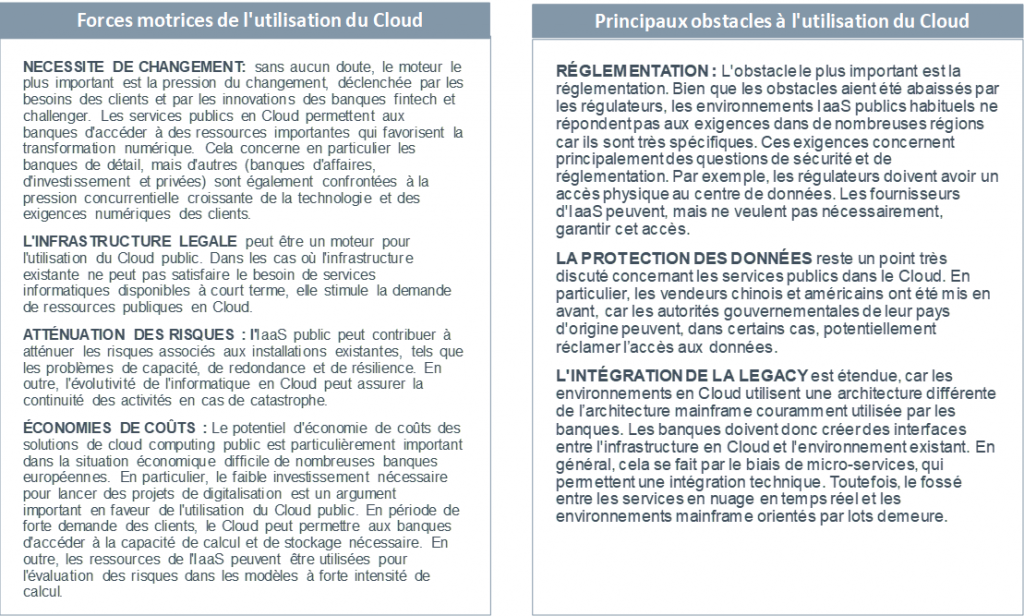 Forces motrices de l'utilisation du Cloud
NECESSITE DE CHANGEMENT: sans aucun doute, le moteur le
plus important est la pression du changement, déclenchée par les
besoins des clients et par les innovations des banques fintech et
challenger. Les services publics en Cloud permettent aux
banques d'accéder à des ressources importantes qui favorisent la
transformation numérique. Cela concerne en particulier les
banques de détail, mais d'autres (banques d'affaires,
d'investissement et privées) sont également confrontées à la
pression concurrentielle croissante de la technologie et des
exigences numériques des clients.
L'INFRASTRUCTURE LEGALE peut être un moteur pour
l'utilisation du Cloud public. Dans les cas où l'infrastructure
existante ne peut pas satisfaire le besoin de services
informatiques disponibles à court terme, elle stimule la demande
de ressources publiques en Cloud.
ATTÉNUATION DES RISQUES : l'IaaS public peut contribuer à
atténuer les risques associés aux installations existantes, tels que
les problèmes de capacité, de redondance et de résilience. En
outre, l'évolutivité de l'informatique en Cloud peut assurer la
continuité des activités en cas de catastrophe.
ÉCONOMIES DE COÛTS : Le potentiel d'économie de coûts des
solutions de cloud computing public est particulièrement important
dans la situation économique difficile de nombreuses banques
européennes. En particulier, le faible investissement nécessaire
pour lancer des projets de digitalisation est un argument
important en faveur de l'utilisation du Cloud public. En période de
forte demande des clients, le Cloud peut permettre aux banques
d'accéder à la capacité de calcul et de stockage nécessaire. En
outre, les ressources de l'IaaS peuvent être utilisées pour
l'évaluation des risques dans les modèles à forte intensité de
calcul.
Principaux obstacles à l'utilisation du Cloud
RÉGLEMENTATION : L'obstacle le plus important est la
réglementation. Bien que les obstacles aient été abaissés par
les régulateurs, les environnements IaaS publics habituels ne
répondent pas aux exigences dans de nombreuses régions
car ils sont très spécifiques. Ces exigences concernent
principalement des questions de sécurité et de
réglementation. Par exemple, les régulateurs doivent avoir un
accès physique au centre de données. Les fournisseurs
d'IaaS peuvent, mais ne veulent pas nécessairement,
garantir cet accès.
LA PROTECTION DES DONNÉES reste un point très
discuté concernant les services publics dans le Cloud. En
particulier, les vendeurs chinois et américains ont été mis en
avant, car les autorités gouvernementales de leur pays
d'origine peuvent, dans certains cas, potentiellement
réclamer l'accès aux données.
L'INTÉGRATION DE LA LEGACY est étendue, car les
environnements en Cloud utilisent une architecture différente
de l'architecture mainframe couramment utilisée par les
banques. Les banques doivent donc créer des interfaces
entre l'infrastructure en Cloud et l'environnement existant. En
général, cela se fait par le biais de micro-services, qui
permettent une intégration technique. Toutefois, le fossé
entre les services en nuage en temps réel et les
environnements mainframe orientés par lots demeure.